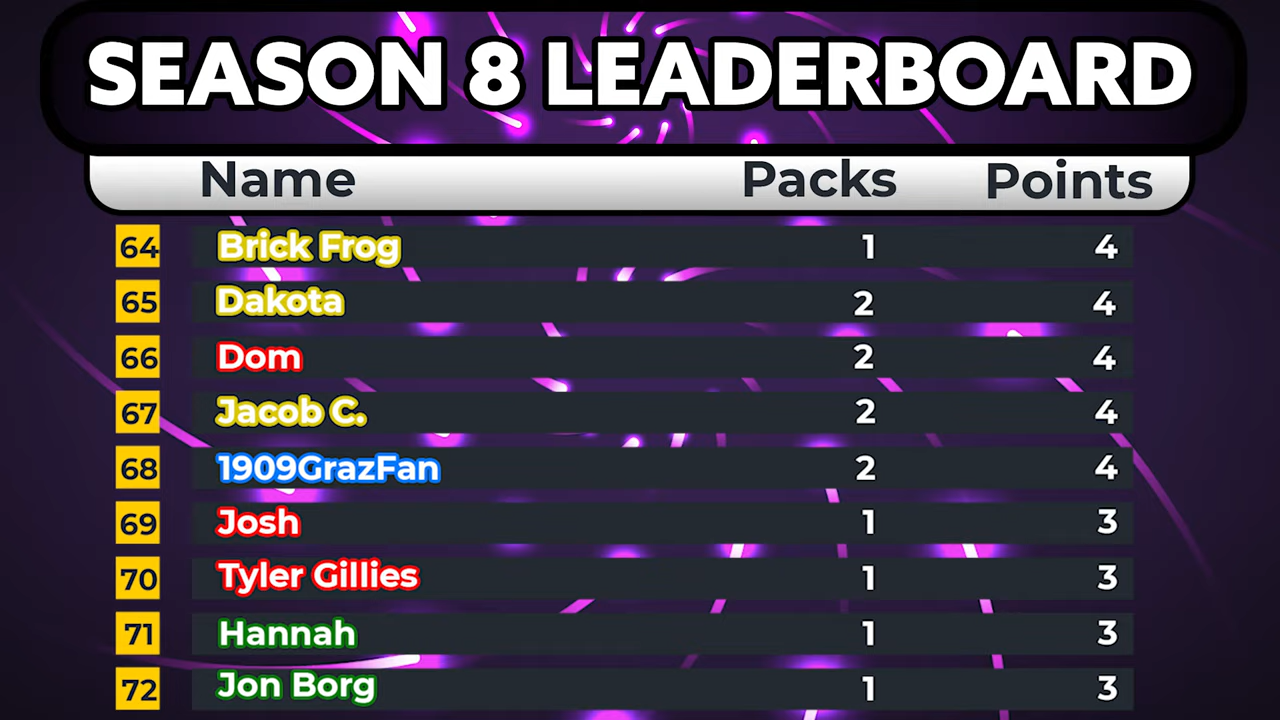 SEASON 8 LEADERBOARD
Name Packs Points
64 Brick Frog 1 4
65 Dakota 2 4
66 Dom 2 4
67 Jacob C. 2 4
68 1909GrazFan 2 4
69 Josh 1 3
70 Tyler Gillies 1 3
71 Hannah 1 3
72 Jon Borg 1 3